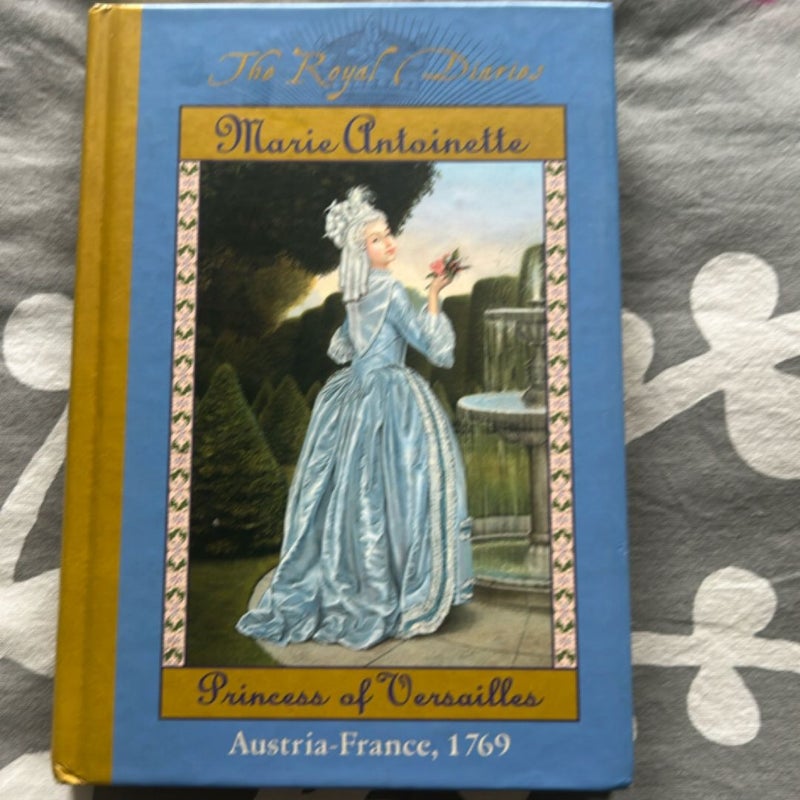 The Royal Diaries
Marie Antoinette
Princess of Versailles
Austria-France, 1769